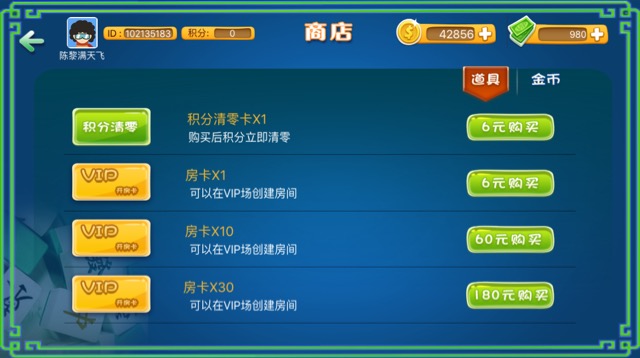 ID：102135183
积分：
0
商店
42856
980
陈黎满天飞
道具
金币
积分清零
积分清零卡X1
购买后积分立即清零
6元购买
VIP
开房卡
房卡X1
可以在VIP场创建房间
6元购买
VIP
开房卡
房卡X10
可以在VIP场创建房间
60元购买
VIP
开房卡
房卡X30
可以在VIP场创建房间
180元购买